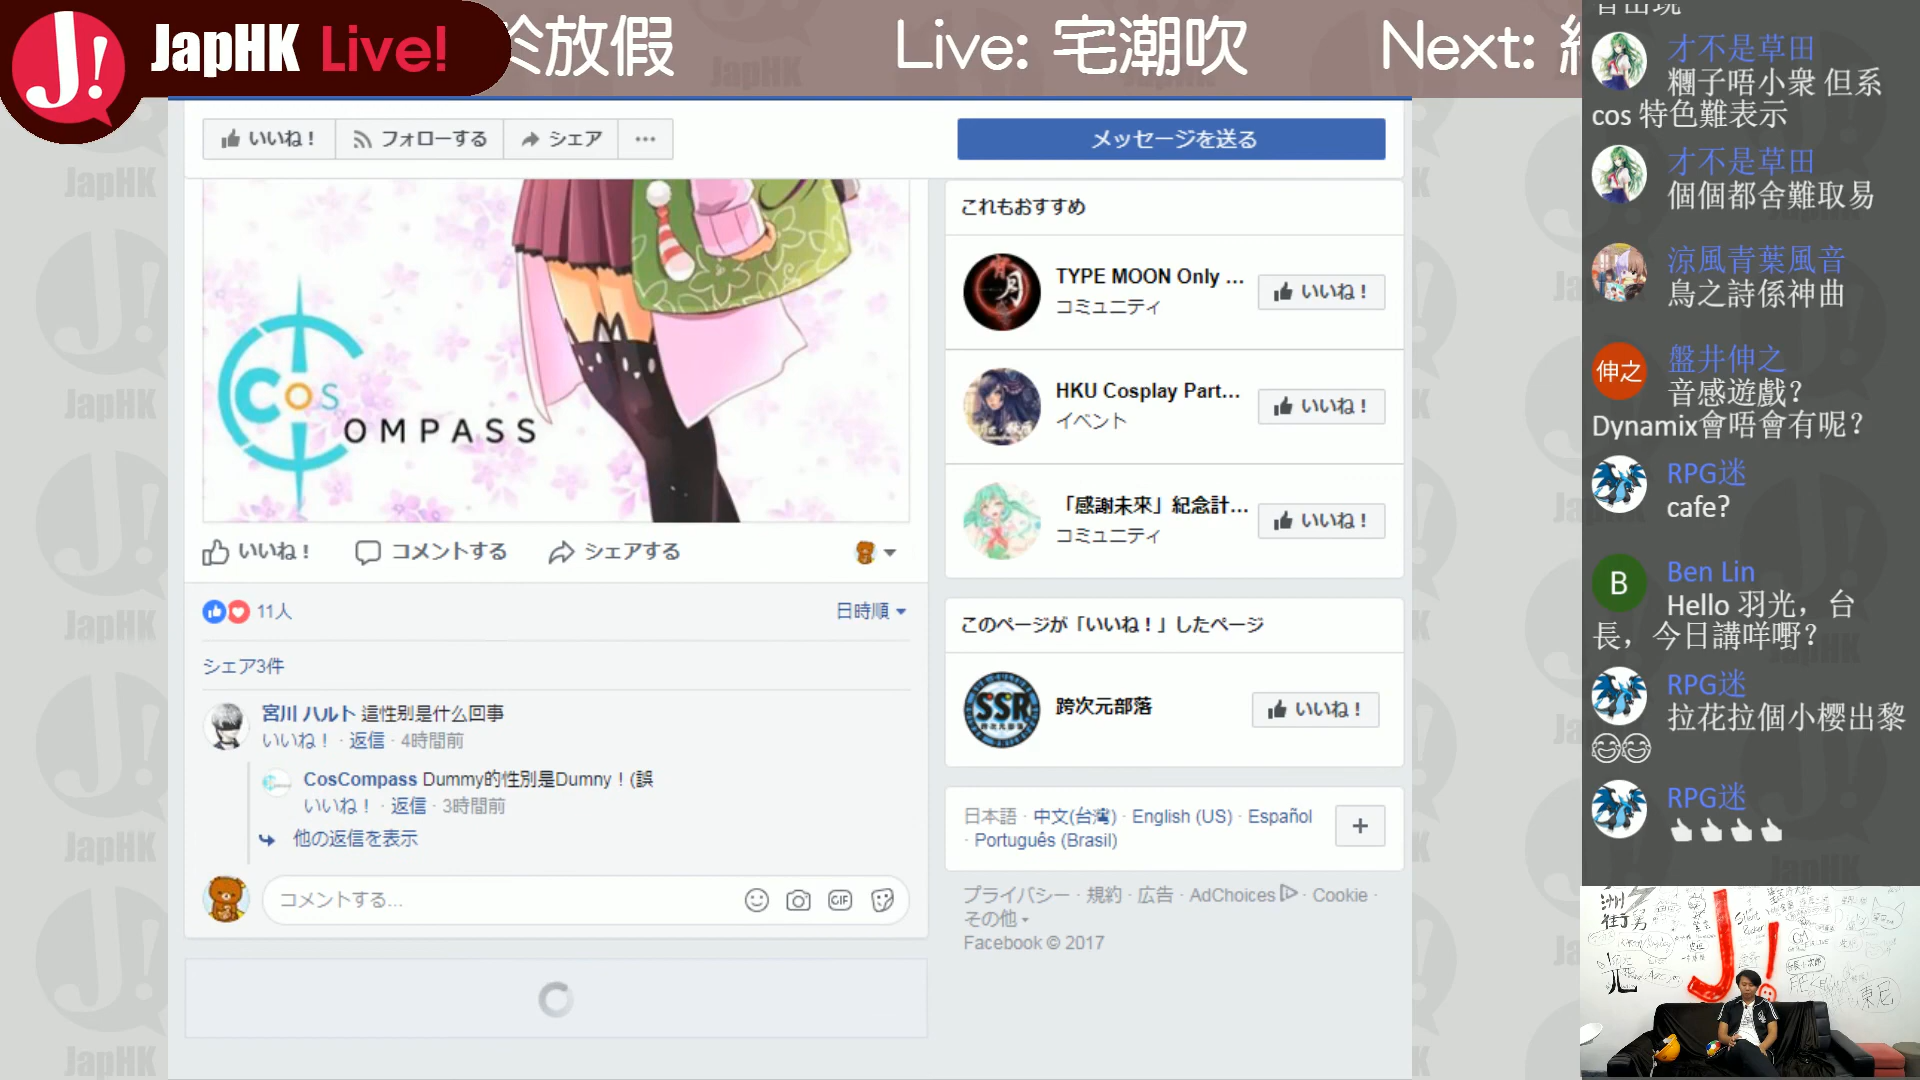 J!
JapHK Live!
於放假
Live: 宅潮吹
Next:
いいね！
フォローする
シェア
メッセージを送る
COS
COMPASS
いいね！
コメントする
シェアする
11人
日時順
シェア3件
宮川 ハルト 這性别是什么回事
いいね！ · 返信 · 4時間前
CosCompass Dummy的性別是Dumny！(誤
いいね！ · 返信 · 3時間前
他の返信を表示
コメントする...
GIF
これもおすすめ
TYPE MOON Only ...
コミュニティ
いいね！
HKU Cosplay Part...
イベント
いいね！
「感謝未來」紀念計...
コミュニティ
いいね！
このページが「いいね！」したページ
SSR
跨次元部落
いいね！
日本語 · 中文(台灣) · English (US) · Español
· Português (Brasil)
プライバシー · 規約 · 広告 · AdChoices · Cookie ·
その他
Facebook © 2017
才不是草田
糷子唔小衆 但系
cos 特色難表示
才不是草田
個個都舍難取易
涼風青葉風音
鳥之詩係神曲
伸之
盤井伸之
音感遊戲？
Dynamix會唔會有呢？
RPG迷
cafe?
B
Ben Lin
Hello 羽光，台
長，今日講咩嘢？
RPG迷
拉花拉個小樱出黎
RPG迷
J!